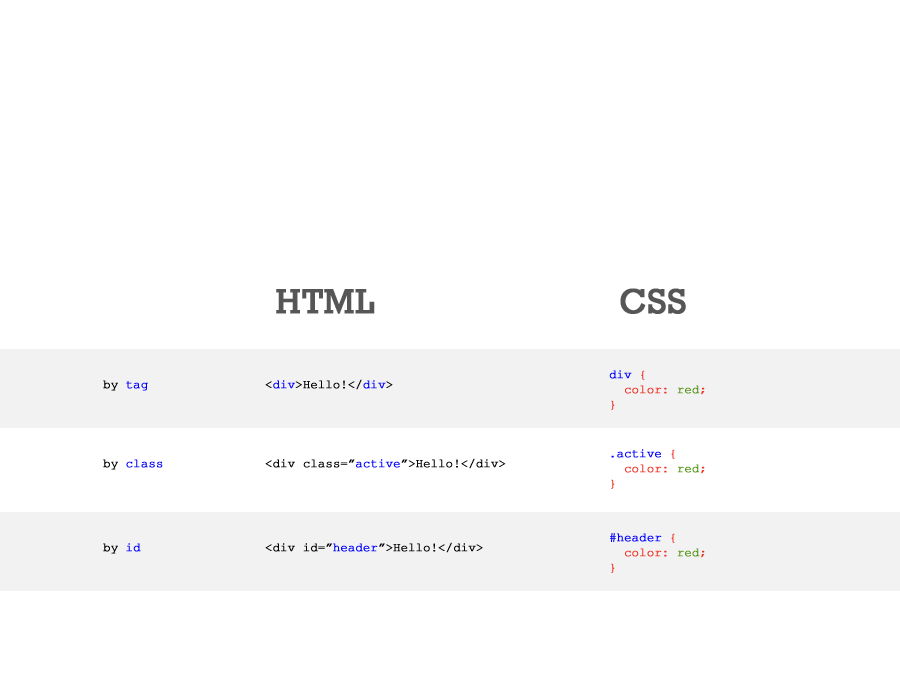 HTML CSS
by tag <div>Hello!</div> div {
color: red;
}
by class <div class=”active”>Hello!</div> .active {
color: red;
}
by id <div id=”header”>Hello!</div> #header {
color: red;
}